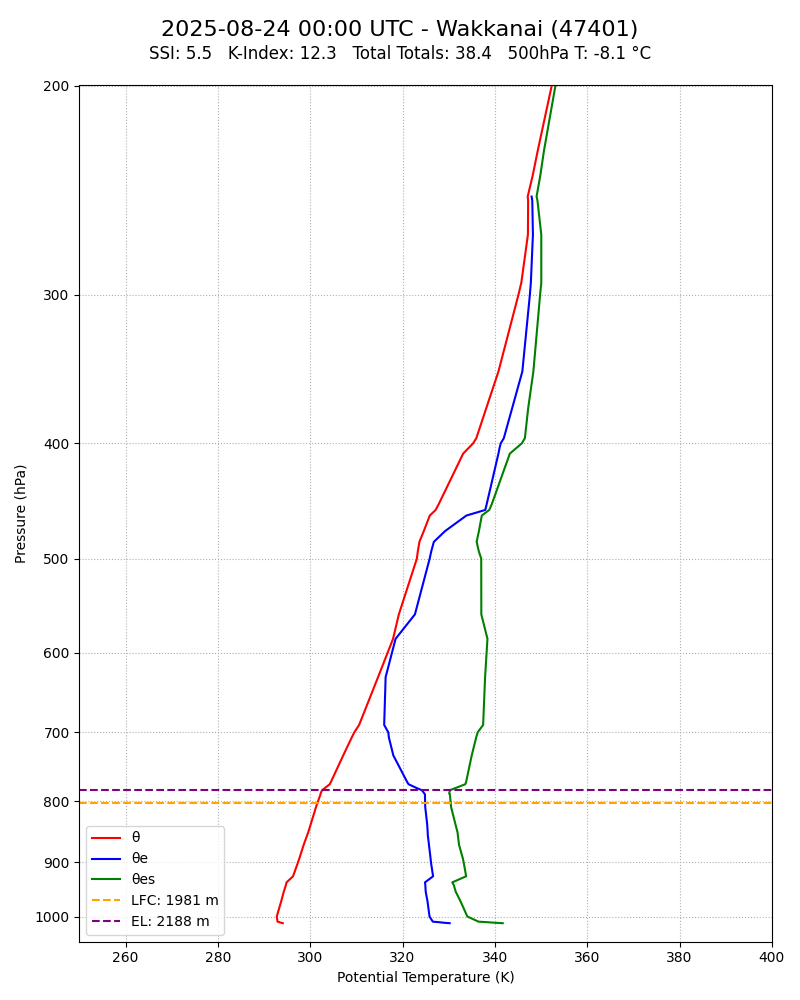 2025-08-24 00:00 UTC - Wakkanai (47401)
SSI: 5.5   K-Index: 12.3   Total Totals: 38.4   500hPa T: -8.1 °C
200
300
400
500
600
700
800
900
1000
Pressure (hPa)
θ
θe
θes
LFC: 1981 m
EL: 2188 m
260 280 300 320 340 360 380 400
Potential Temperature (K)